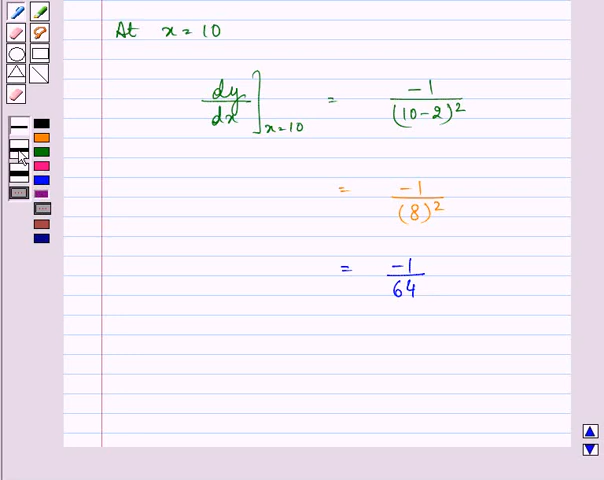 At x = 10
dy/dx ]x=10 = -1/(10-2)²
= -1/(8)²
= -1/64